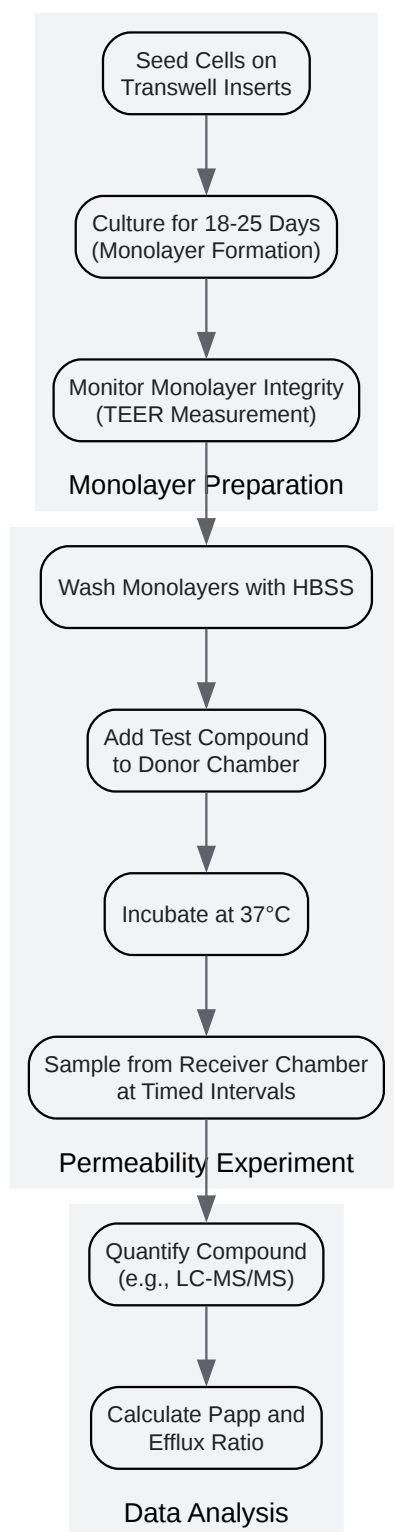 Seed Cells on
Transwell Inserts
Culture for 18-25 Days
(Monolayer Formation)
Monitor Monolayer Integrity
(TEER Measurement)
Monolayer Preparation
Wash Monolayers with HBSS
Add Test Compound
to Donor Chamber
Incubate at 37°C
Sample from Receiver Chamber
at Timed Intervals
Permeability Experiment
Quantify Compound
(e.g., LC-MS/MS)
Calculate Papp and
Efflux Ratio
Data Analysis